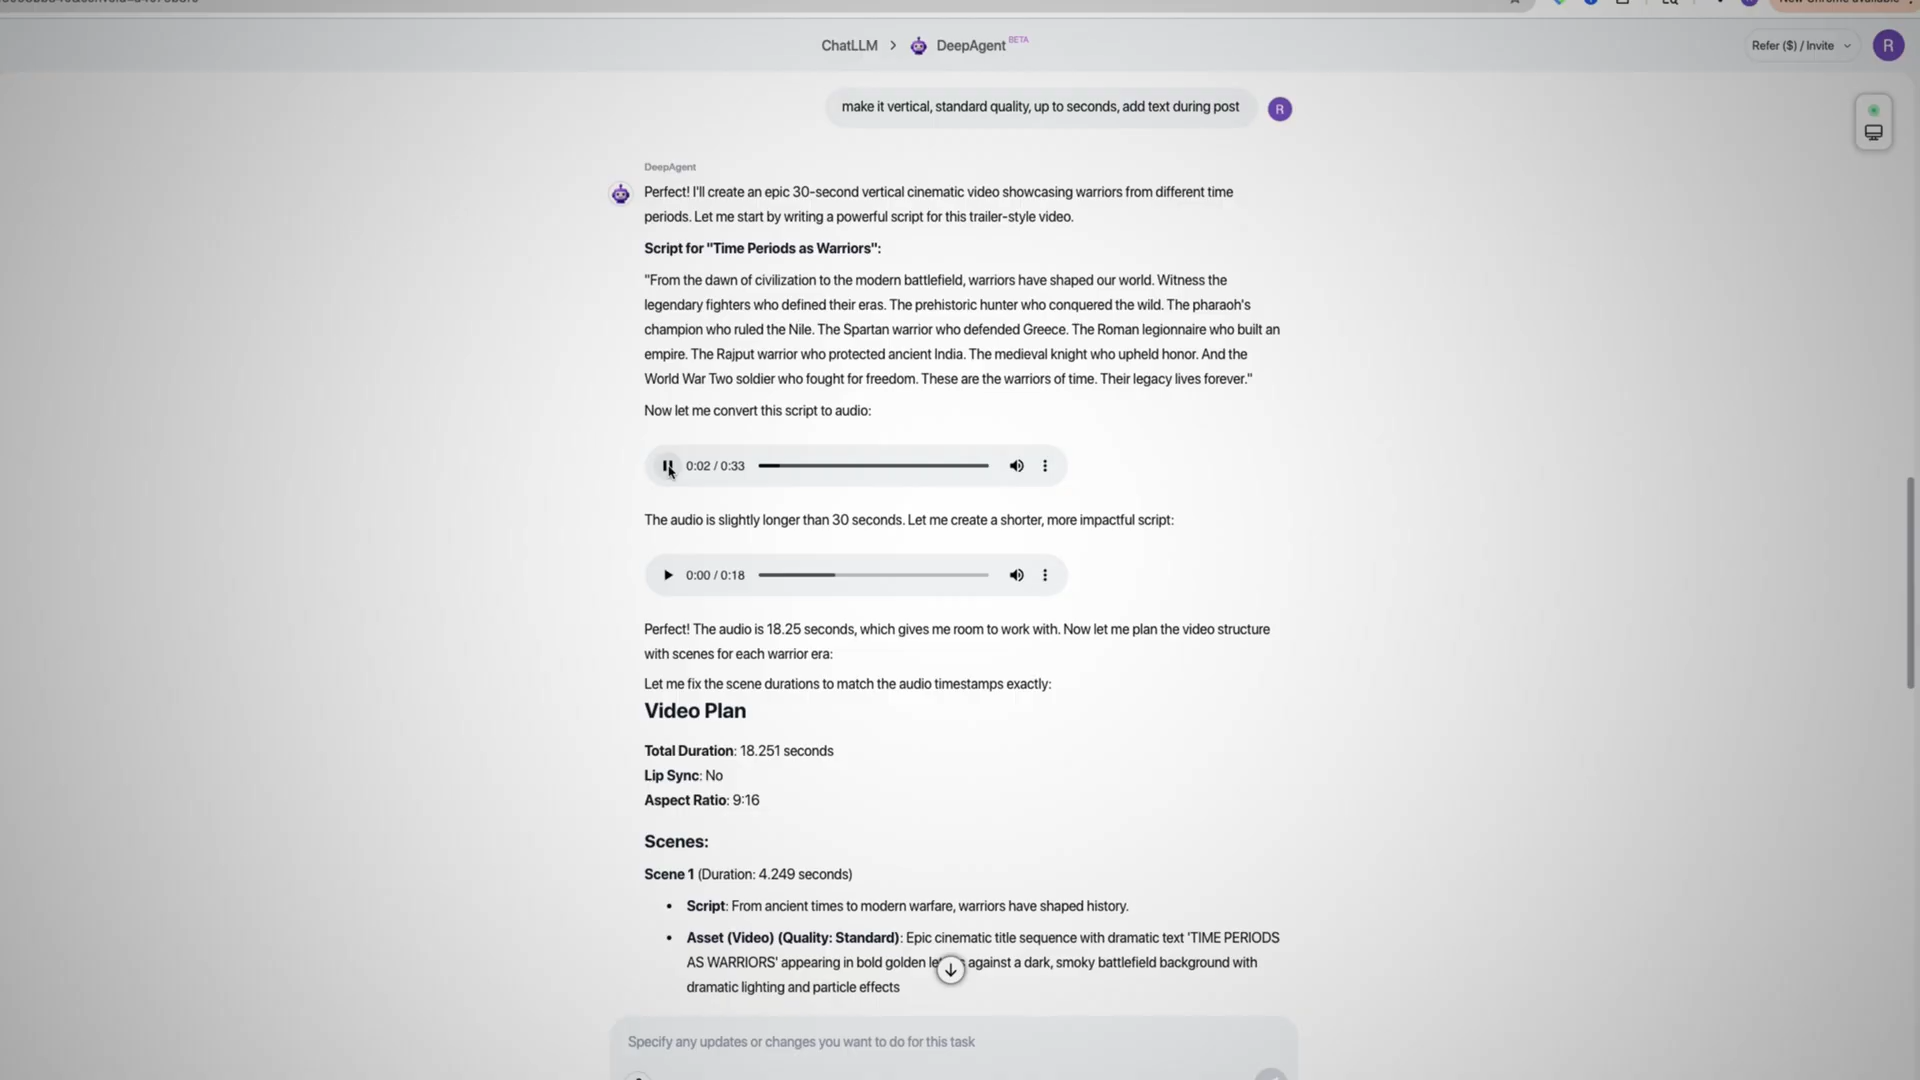 New Chrome available
ChatLLM > DeepAgent BETA
Refer ($) / Invite
R
make it vertical, standard quality, up to seconds, add text during post
R
DeepAgent
Perfect! I'll create an epic 30-second vertical cinematic video showcasing warriors from different time
periods. Let me start by writing a powerful script for this trailer-style video.
Script for "Time Periods as Warriors":
"From the dawn of civilization to the modern battlefield, warriors have shaped our world. Witness the
legendary fighters who defined their eras. The prehistoric hunter who conquered the wild. The pharaoh's
champion who ruled the Nile. The Spartan warrior who defended Greece. The Roman legionnaire who built an
empire. The Rajput warrior who protected ancient India. The medieval knight who upheld honor. And the
World War Two soldier who fought for freedom. These are the warriors of time. Their legacy lives forever."
Now let me convert this script to audio:
0:02 / 0:33
The audio is slightly longer than 30 seconds. Let me create a shorter, more impactful script:
0:00 / 0:18
Perfect! The audio is 18.25 seconds, which gives me room to work with. Now let me plan the video structure
with scenes for each warrior era:
Let me fix the scene durations to match the audio timestamps exactly:
Video Plan
Total Duration: 18.251 seconds
Lip Sync: No
Aspect Ratio: 9:16
Scenes:
Scene 1 (Duration: 4.249 seconds)
• Script: From ancient times to modern warfare, warriors have shaped history.
• Asset (Video) (Quality: Standard): Epic cinematic title sequence with dramatic text 'TIME PERIODS
AS WARRIORS' appearing in bold golden against a dark, smoky battlefield background with
dramatic lighting and particle effects
Specify any updates or changes you want to do for this task